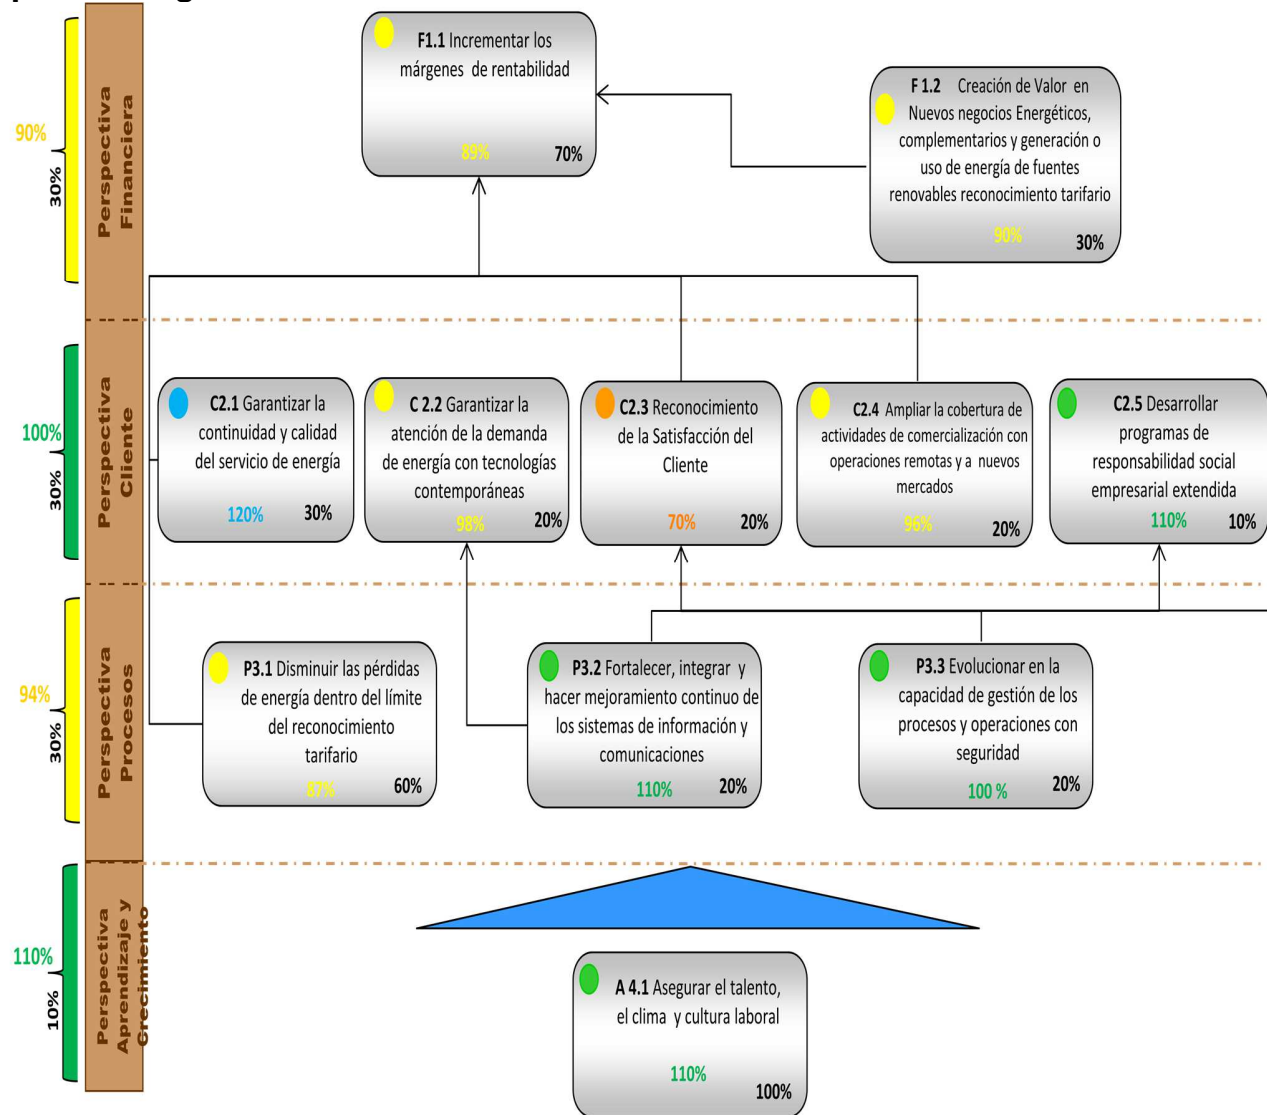 90%
30%
Perspectiva
Financiera
F1.1 Incrementar los
márgenes de rentabilidad
89% 70%
F 1.2 Creación de Valor en
Nuevos negocios Energéticos,
complementarios y generación o
uso de energía de fuentes
renovables reconocimiento tarifario
90% 30%
100%
30%
Perspectiva
Cliente
C2.1 Garantizar la
continuidad y calidad
del servicio de energía
120% 30%
C 2.2 Garantizar la
atención de la demanda
de energía con tecnologías
contemporáneas
98% 20%
C2.3 Reconocimiento
de la Satisfacción del
Cliente
70% 20%
C2.4 Ampliar la cobertura de
actividades de comercialización con
operaciones remotas y a nuevos
mercados
96% 20%
C2.5 Desarrollar
programas de
responsabilidad social
empresarial extendida
110% 10%
94%
30%
Perspectiva
Procesos
P3.1 Disminuir las pérdidas
de energía dentro del límite
del reconocimiento
tarifario
87% 60%
P3.2 Fortalecer, integrar y
hacer mejoramiento continuo de
los sistemas de información y
comunicaciones
110% 20%
P3.3 Evolucionar en la
capacidad de gestión de los
procesos y operaciones con
seguridad
100 % 20%
110%
10%
Perspectiva
Aprendizaje y
Crecimiento
A 4.1 Asegurar el talento,
el clima y cultura laboral
110%
100%